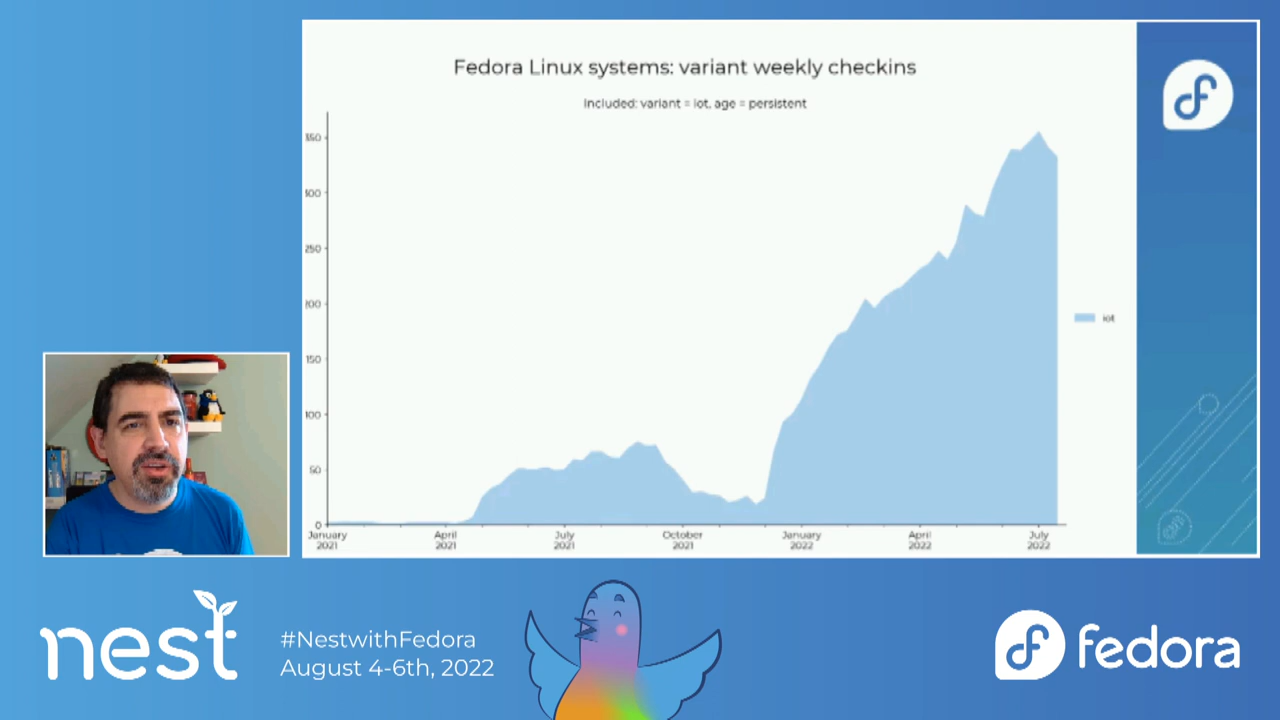 Fedora Linux systems: variant weekly checkins
Included: variant = iot, age = persistent
350
300
250
200
150
100
50
0
January April July October January April July
2021 2021 2021 2021 2022 2022 2022
iot
nest
#NestwithFedora
August 4-6th, 2022
fedora